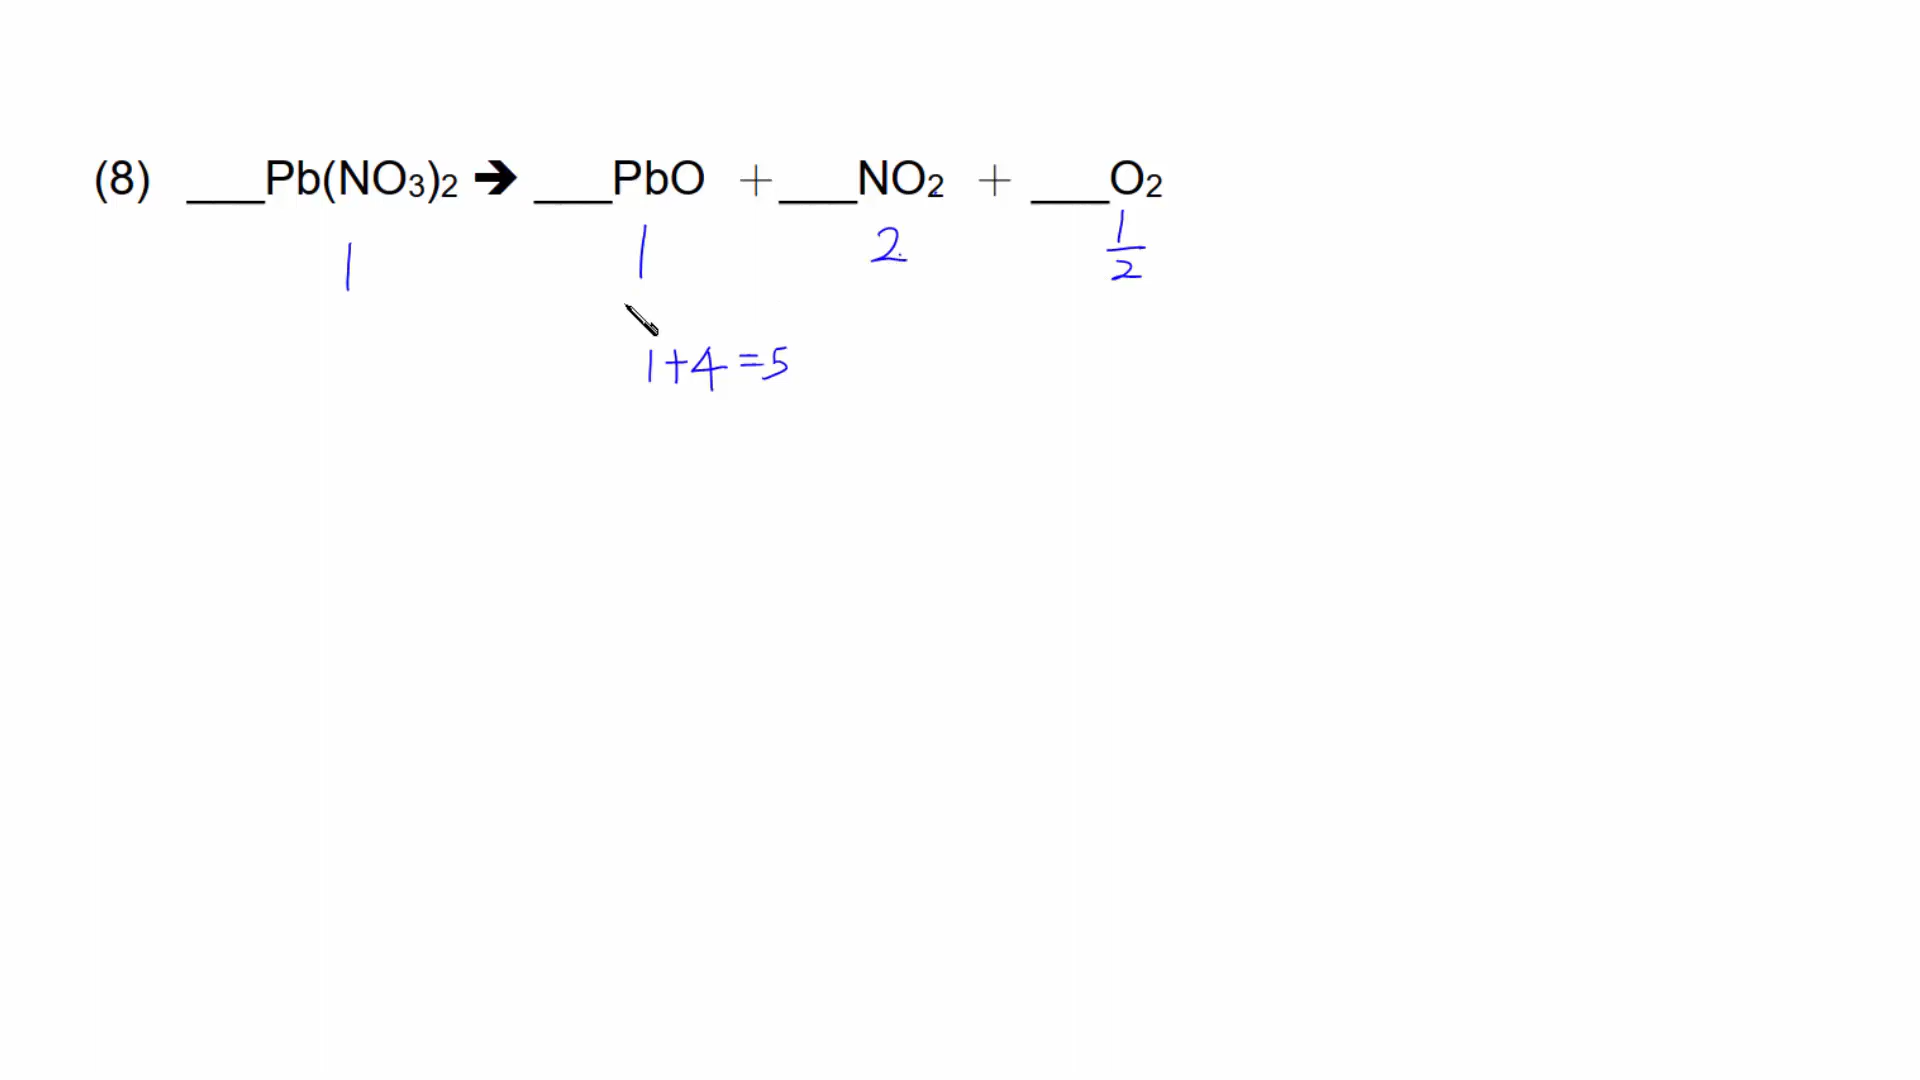 (8) ___Pb(NO₃)₂ 🡺 ___PbO + ___NO₂ + ___O₂
1 1 2 1/2
1+4=5